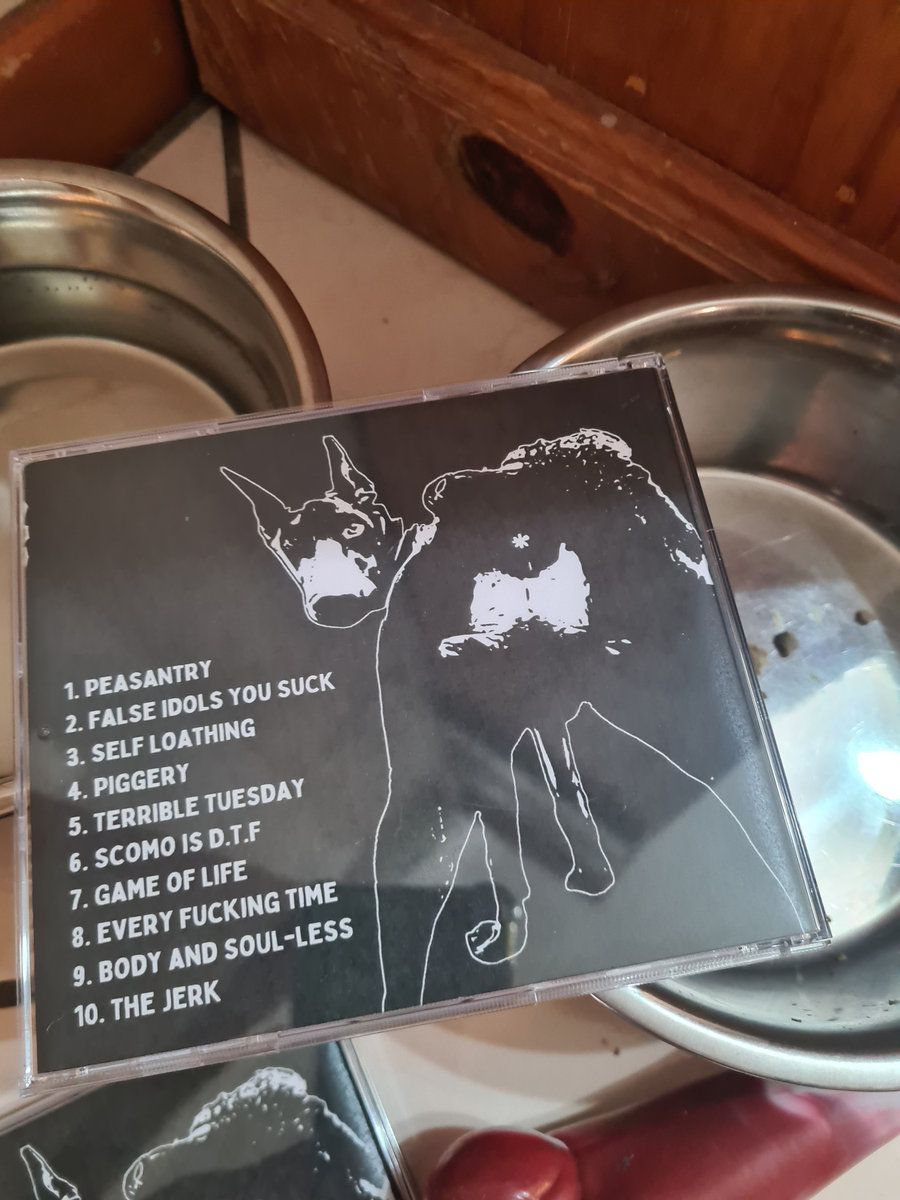 1. PEASANTRY
2. FALSE IDOLS YOU SUCK
3. SELF LOATHING
4. PIGGERY
5. TERRIBLE TUESDAY
6. SCOMO IS D.T.F
7. GAME OF LIFE
8. EVERY FUCKING TIME
9. BODY AND SOUL-LESS
10. THE JERK